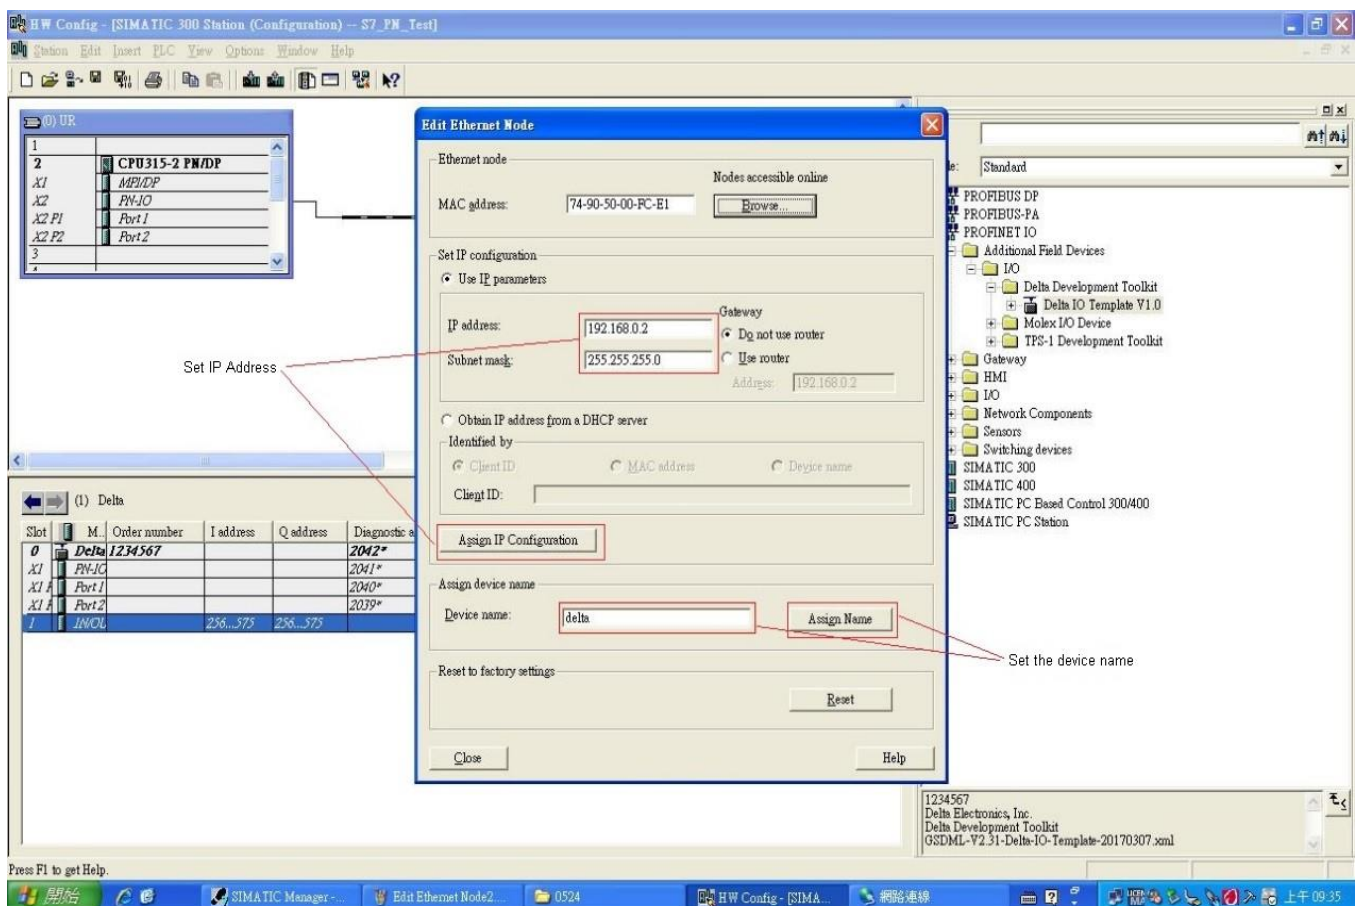 HW Config - [SIMATIC 300 Station (Configuration) -- S7_PN_Test]
Station Edit Insert PLC View Options Window Help
(0) UR
1
2 CPU315-2 PN/DP
X1 MPI/DP
X2 PN-IO
X2 P1 Port 1
X2 P2 Port 2
3
Edit Ethernet Node
Ethernet node
Nodes accessible online
MAC address: 74-90-50-00-FC-E1 Browse...
Set IP configuration
Use IP parameters
IP address: 192.168.0.2
Subnet mask: 255.255.255.0
Gateway
Do not use router
Use router
Address: 192.168.0.2
Obtain IP address from a DHCP server
Identified by
Client ID MAC address Device name
Client ID:
Assign IP Configuration
Assign device name
Device name: delta Assign Name
Reset to factory settings
Reset
Close Help
Set IP Address
Set the device name
Standard
PROFIBUS DP
PROFIBUS-PA
PROFINET IO
Additional Field Devices
I/O
Delta Development Toolkit
Delta IO Template V1.0
Molex I/O Device
TPS-1 Development Toolkit
Gateway
HMI
I/O
Network Components
Sensors
Switching devices
SIMATIC 300
SIMATIC 400
SIMATIC PC Based Control 300/400
SIMATIC PC Station
(1) Delta
Slot M... Order number I address Q address Diagnostic a
0 Delta 1234567 2042*
X1 PN-IO 2041*
X1 P Port 1 2040*
X1 P Port 2 2039*
1 IN/OU 256...575 256...575
1234567
Delta Electronics, Inc.
Delta Development Toolkit
GSDML-V2.31-Delta-IO-Template-20170307.xml
Press F1 to get Help.
開始 SIMATIC Manager -... Edit Ethernet Node2.... 0524 HW Config - [SIMA... 網路連線 上午 09:35